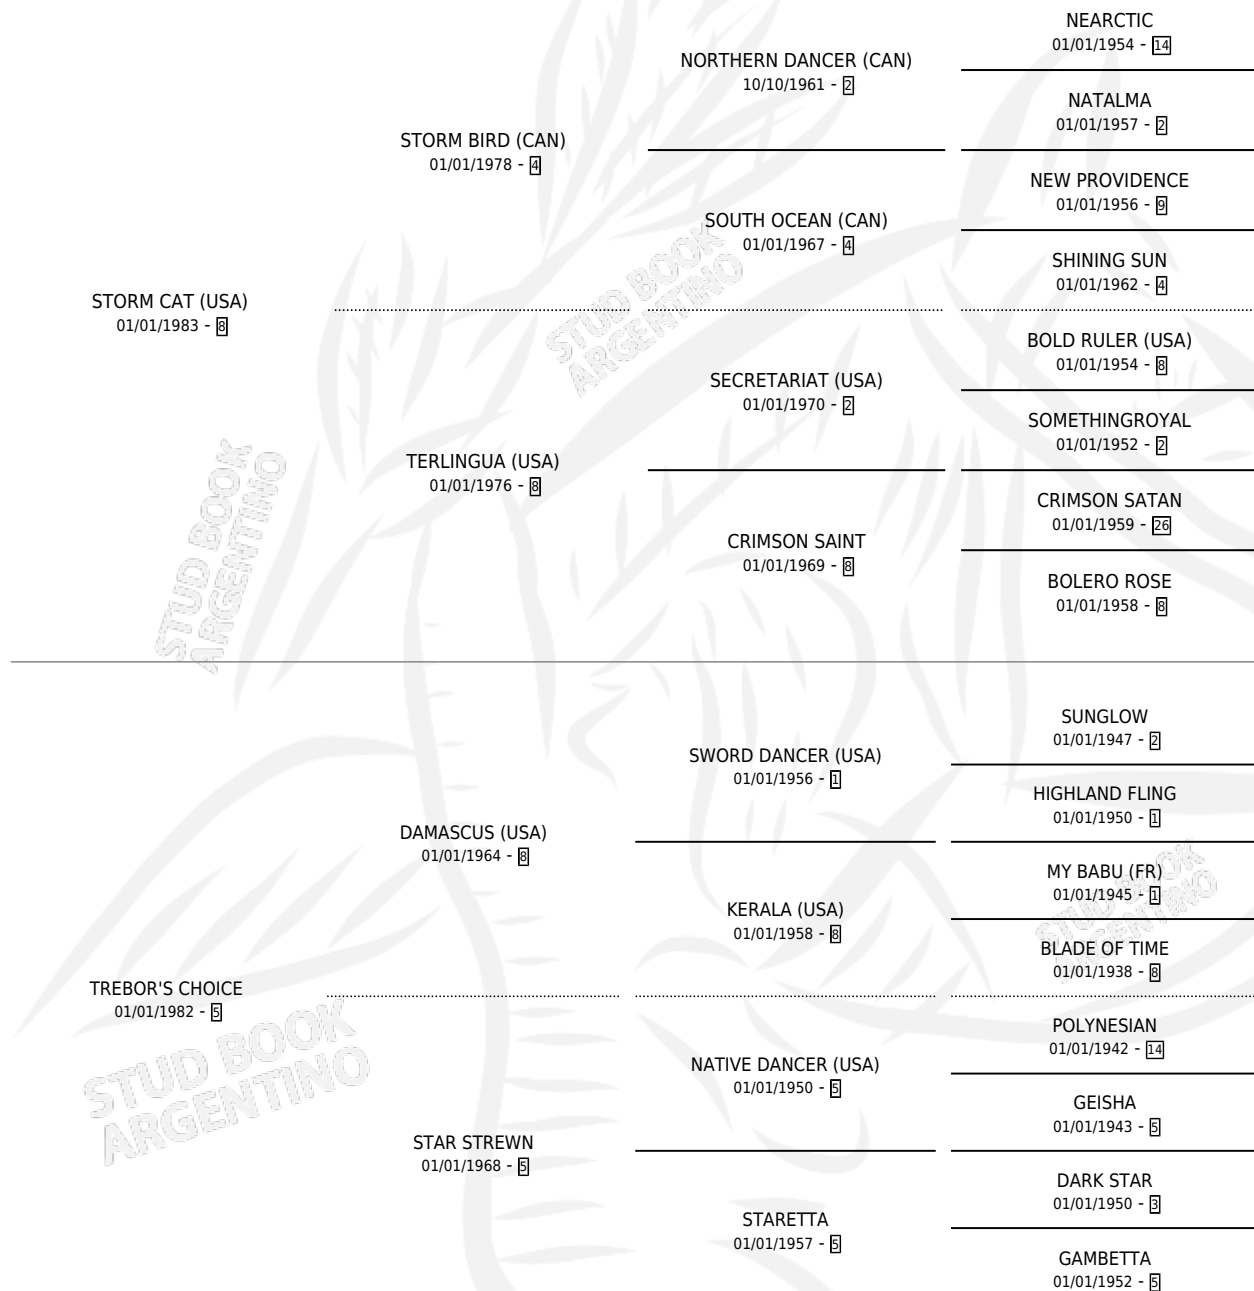 NEARCTIC
01/01/1954 - 14
NORTHERN DANCER (CAN)
10/10/1961 - 2
NATALMA
01/01/1957 - 2
STORM BIRD (CAN)
01/01/1978 - 4
NEW PROVIDENCE
01/01/1956 - 9
SOUTH OCEAN (CAN)
01/01/1967 - 4
SHINING SUN
01/01/1962 - 4
STORM CAT (USA)
01/01/1983 - 8
STUD BOOK
ARGENTINO
BOLD RULER (USA)
01/01/1954 - 8
SECRETARIAT (USA)
01/01/1970 - 2
SOMETHINGROYAL
01/01/1952 - 2
TERLINGUA (USA)
01/01/1976 - 8
CRIMSON SATAN
01/01/1959 - 26
CRIMSON SAINT
01/01/1969 - 8
BOLERO ROSE
01/01/1958 - 8
STUD BOOK
ARGENTINO
SUNGLOW
01/01/1947 - 2
SWORD DANCER (USA)
01/01/1956 - 1
HIGHLAND FLING
01/01/1950 - 1
DAMASCUS (USA)
01/01/1964 - 8
MY BABU (FR)
01/01/1945 - 1
KERALA (USA)
01/01/1958 - 8
STUD BOOK
ARGENTINO
BLADE OF TIME
01/01/1938 - 8
TREBOR'S CHOICE
01/01/1982 - 5
STUD BOOK
ARGENTINO
POLYNESIAN
01/01/1942 - 14
NATIVE DANCER (USA)
01/01/1950 - 5
GEISHA
01/01/1943 - 5
STAR STREWN
01/01/1968 - 5
DARK STAR
01/01/1950 - 3
STARETTA
01/01/1957 - 5
GAMBETTA
01/01/1952 - 5